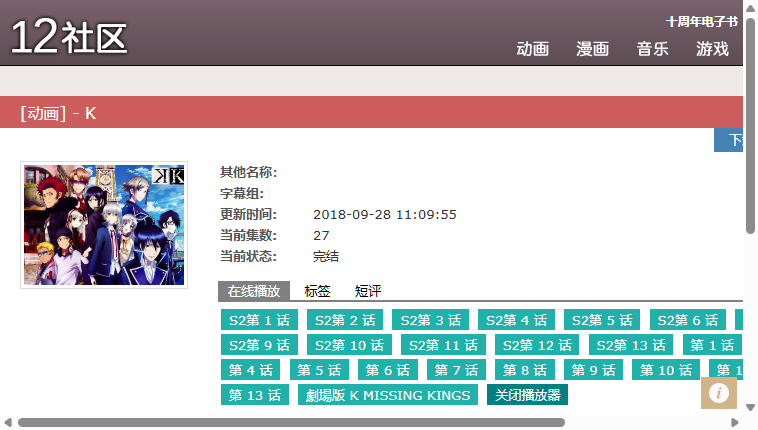 十周年电子书
12社区
动画 漫画 音乐 游戏
[动画] - K
其他名称:
字幕组:
更新时间: 2018-09-28 11:09:55
当前集数: 27
当前状态: 完结
在线播放 标签 短评
S2第 1 话 S2第 2 话 S2第 3 话 S2第 4 话 S2第 5 话 S2第 6 话
S2第 9 话 S2第 10 话 S2第 11 话 S2第 12 话 S2第 13 话 第 1 话
第 4 话 第 5 话 第 6 话 第 7 话 第 8 话 第 9 话 第 10 话 第 1
第 13 话 劇場版 K MISSING KINGS 关闭播放器